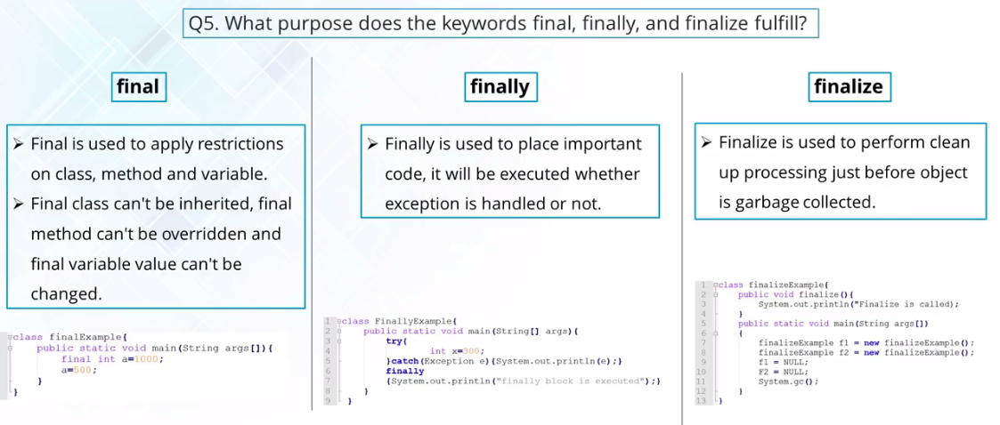 Q5. What purpose does the keywords final, finally, and finalize fulfill?
final
➢ Final is used to apply restrictions
on class, method and variable.
➢ Final class can't be inherited, final
method can't be overridden and
final variable value can't be
changed.
class finalExample{
public static void main(String args[]){
final int a=1000;
a=500;
}
}
finally
➢ Finally is used to place important
code, it will be executed whether
exception is handled or not.
1 class FinallyExample{
2 public static void main(String[] args){
3 try{
4 int x=300;
5 }catch(Exception e){System.out.println(e);}
6 finally
7 {System.out.println("finally block is executed");}
8 }
9 }
finalize
➢ Finalize is used to perform clean
up processing just before object
is garbage collected.
1 class finalizeExample{
2 public void finalize(){
3 System.out.println("Finalize is called);
4 }
5 public static void main(String args[])
6 {
7 finalizeExample f1 = new finalizeExample();
8 finalizeExample f2 = new finalizeExample();
9 f1 = NULL;
10 F2 = NULL;
11 System.gc();
12 }
13 }